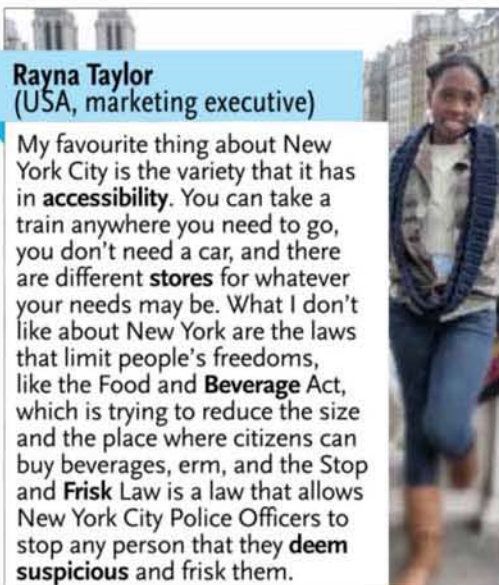 Rayna Taylor
(USA, marketing executive)
My favourite thing about New
York City is the variety that it has
in accessibility. You can take a
train anywhere you need to go,
you don't need a car, and there
are different stores for whatever
your needs may be. What I don't
like about New York are the laws
that limit people's freedoms,
like the Food and Beverage Act,
which is trying to reduce the size
and the place where citizens can
buy beverages, erm, and the Stop
and Frisk Law is a law that allows
New York City Police Officers to
stop any person that they deem
suspicious and frisk them.